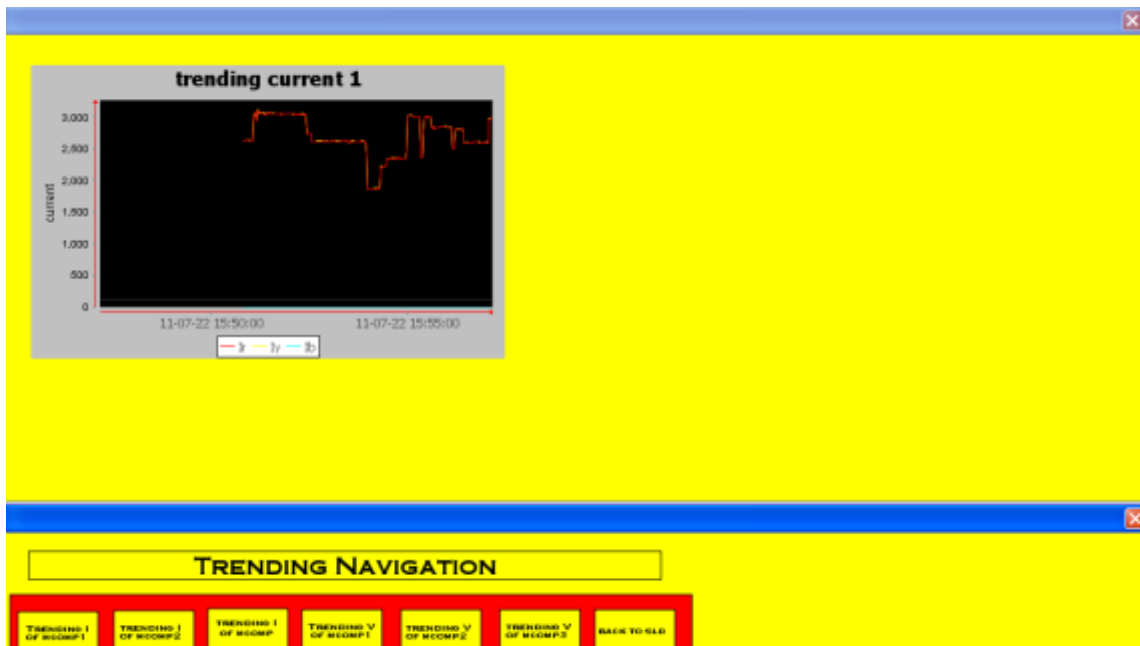 trending current 1
3,000
2,500
2,000
1,500
1,000
500
0
current
11-07-22 15:50:00 11-07-22 15:55:00
Ir Iy Ib
TRENDING NAVIGATION
TRENDING I TRENDING I TRENDING I TRENDING V TRENDING V TRENDING V BACK TO SLD
OF MCOMP1 OF MCOMP2 OF MCOMP OF MCOMP1 OF MCOMP2 OF MCOMP3